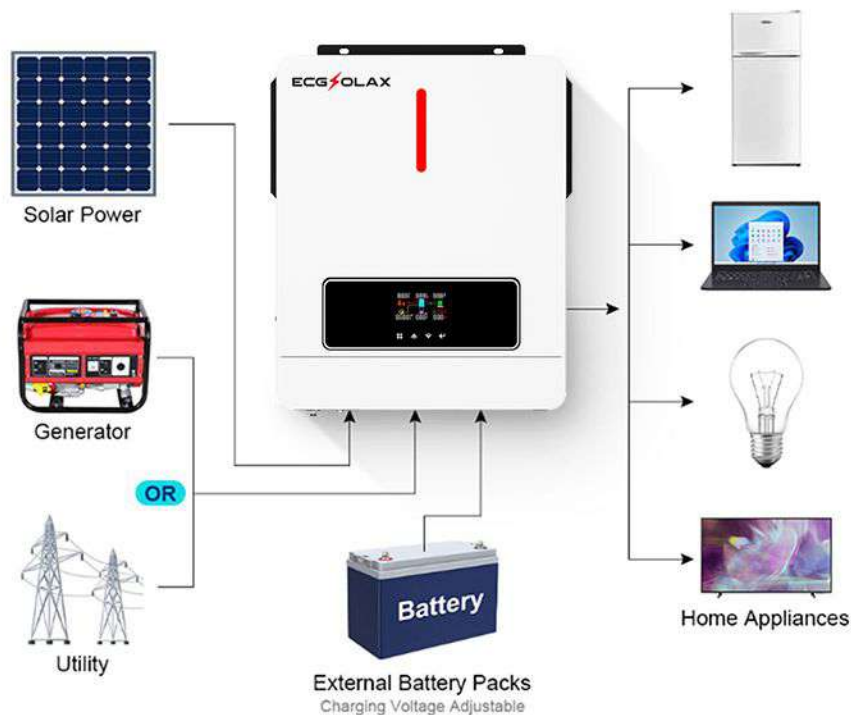 ECGSOLAX
Solar Power
Generator
OR
Utility
Battery
External Battery Packs
Charging Voltage Adjustable
Home Appliances